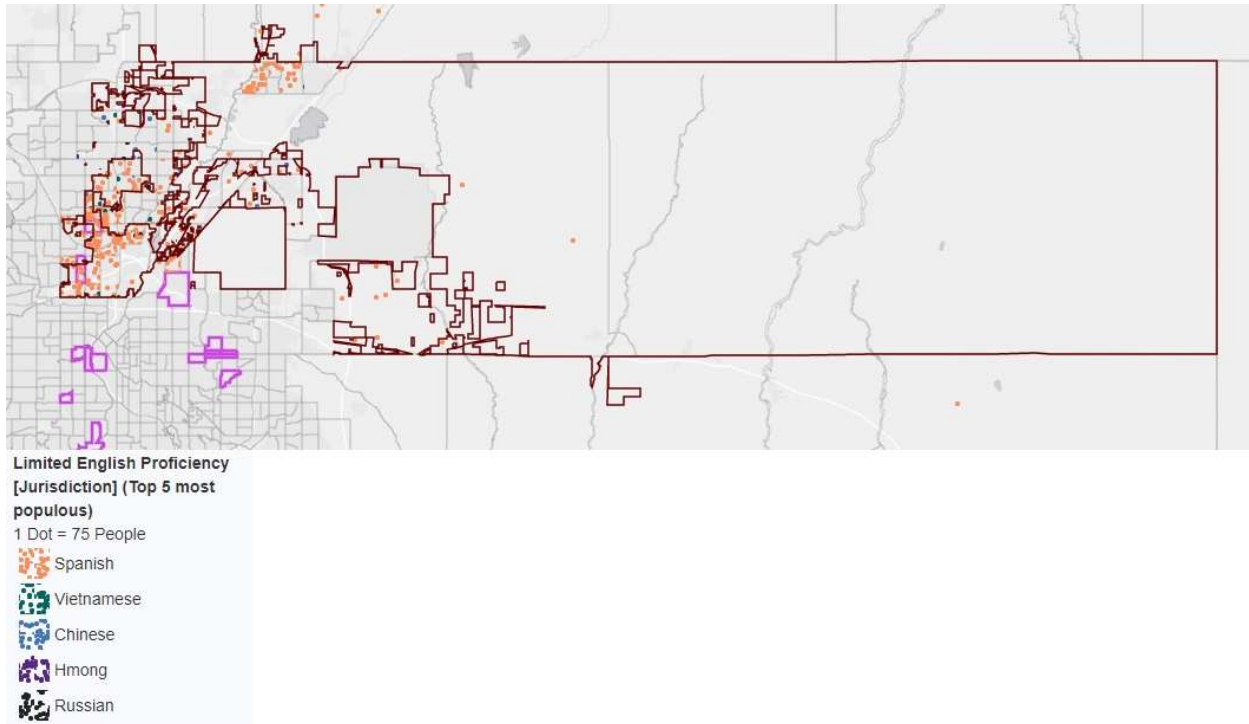 Limited English Proficiency
[Jurisdiction] (Top 5 most
populous)
1 Dot = 75 People
Spanish
Vietnamese
Chinese
Hmong
Russian